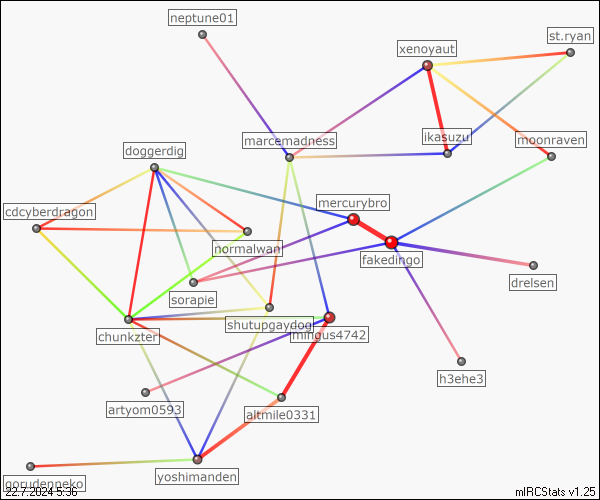 neptune01
st.ryan
xenoyaut
ikasuzu
marcemadness
moonraven
doggerdig
mercurybro
cdcyberdragon
normalwan
fakedingo
drelsen
sorapie
shutupgaydog
mingus4742
chunkzter
h3ehe3
artyom0593
altmile0331
yoshimanden
gorudenneko
22.7.2024 5:36
mIRCStats v1.25